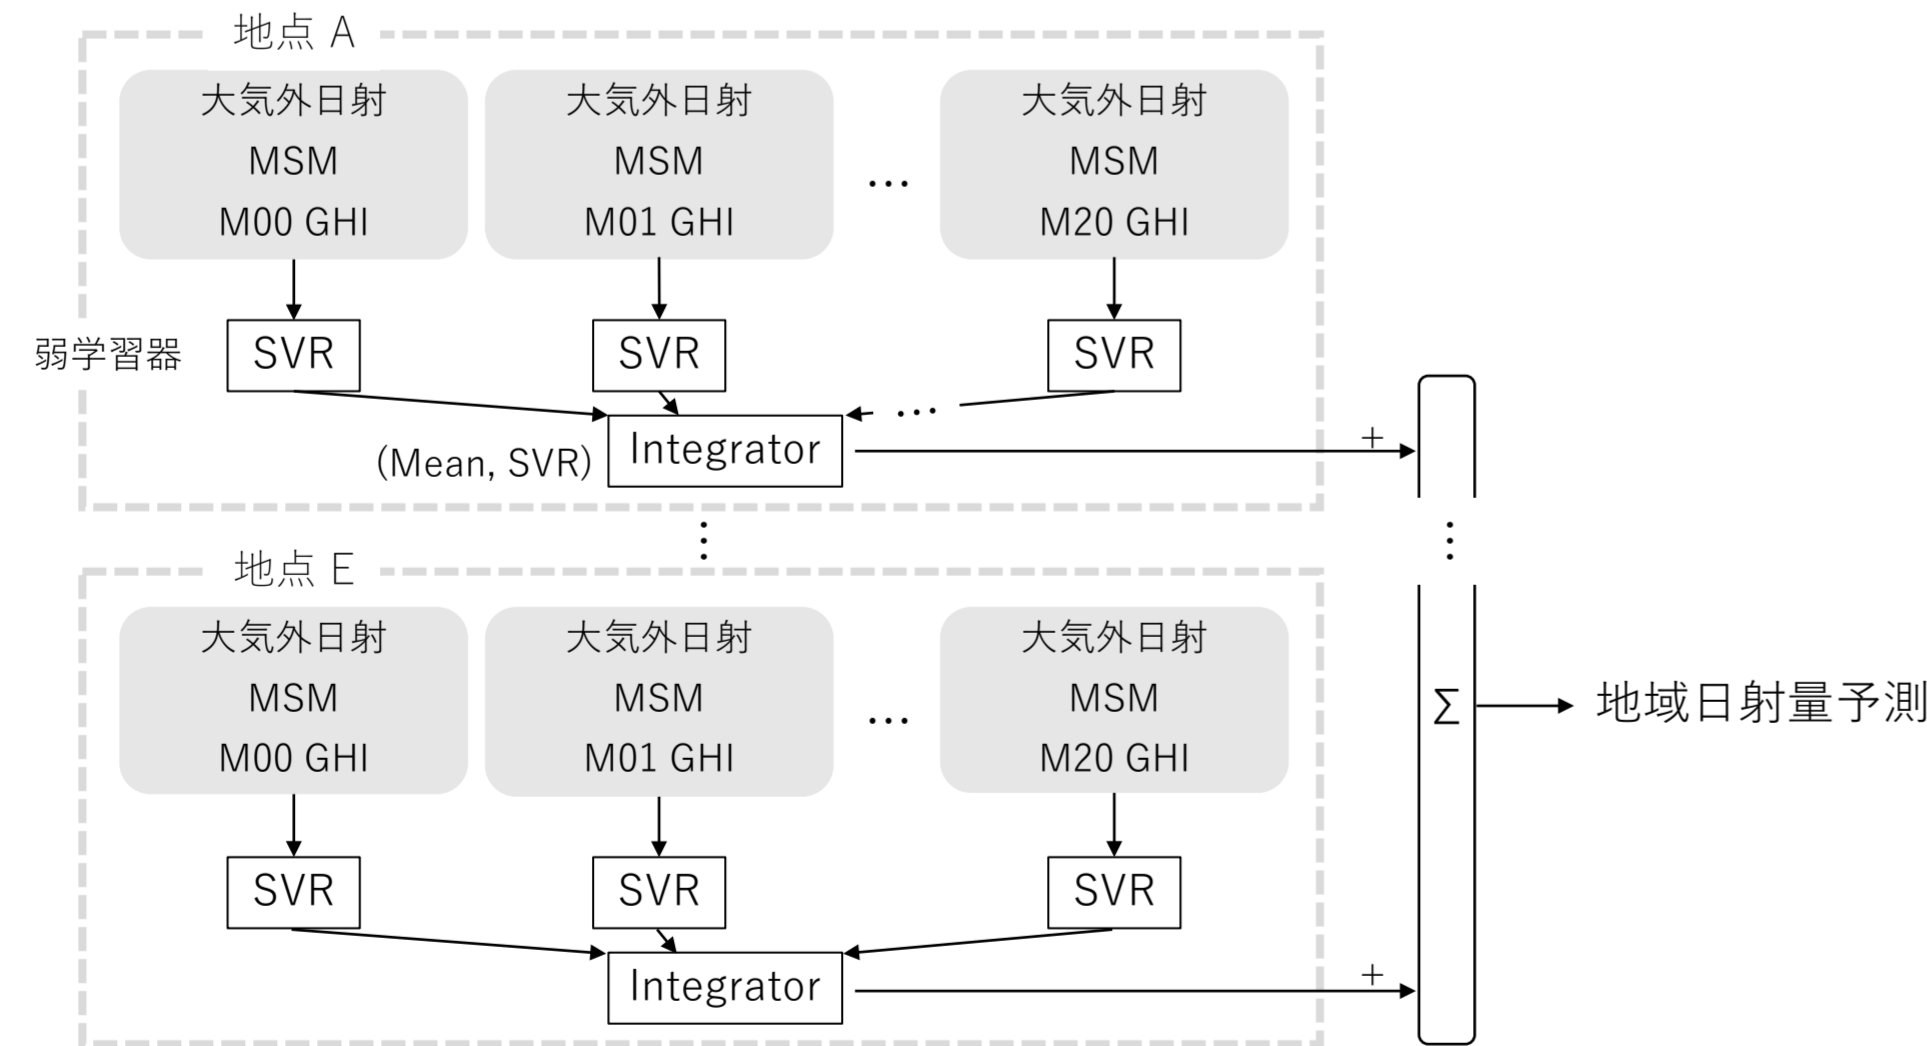 地点 A
大気外日射
MSM
M00 GHI
大気外日射
MSM
M01 GHI
…
大気外日射
MSM
M20 GHI
弱学習器
SVR
SVR
SVR
…
(Mean, SVR)
Integrator
+
⋮
⋮
地点 E
大気外日射
MSM
M00 GHI
大気外日射
MSM
M01 GHI
…
大気外日射
MSM
M20 GHI
Σ
地域日射量予測
SVR
SVR
SVR
Integrator
+